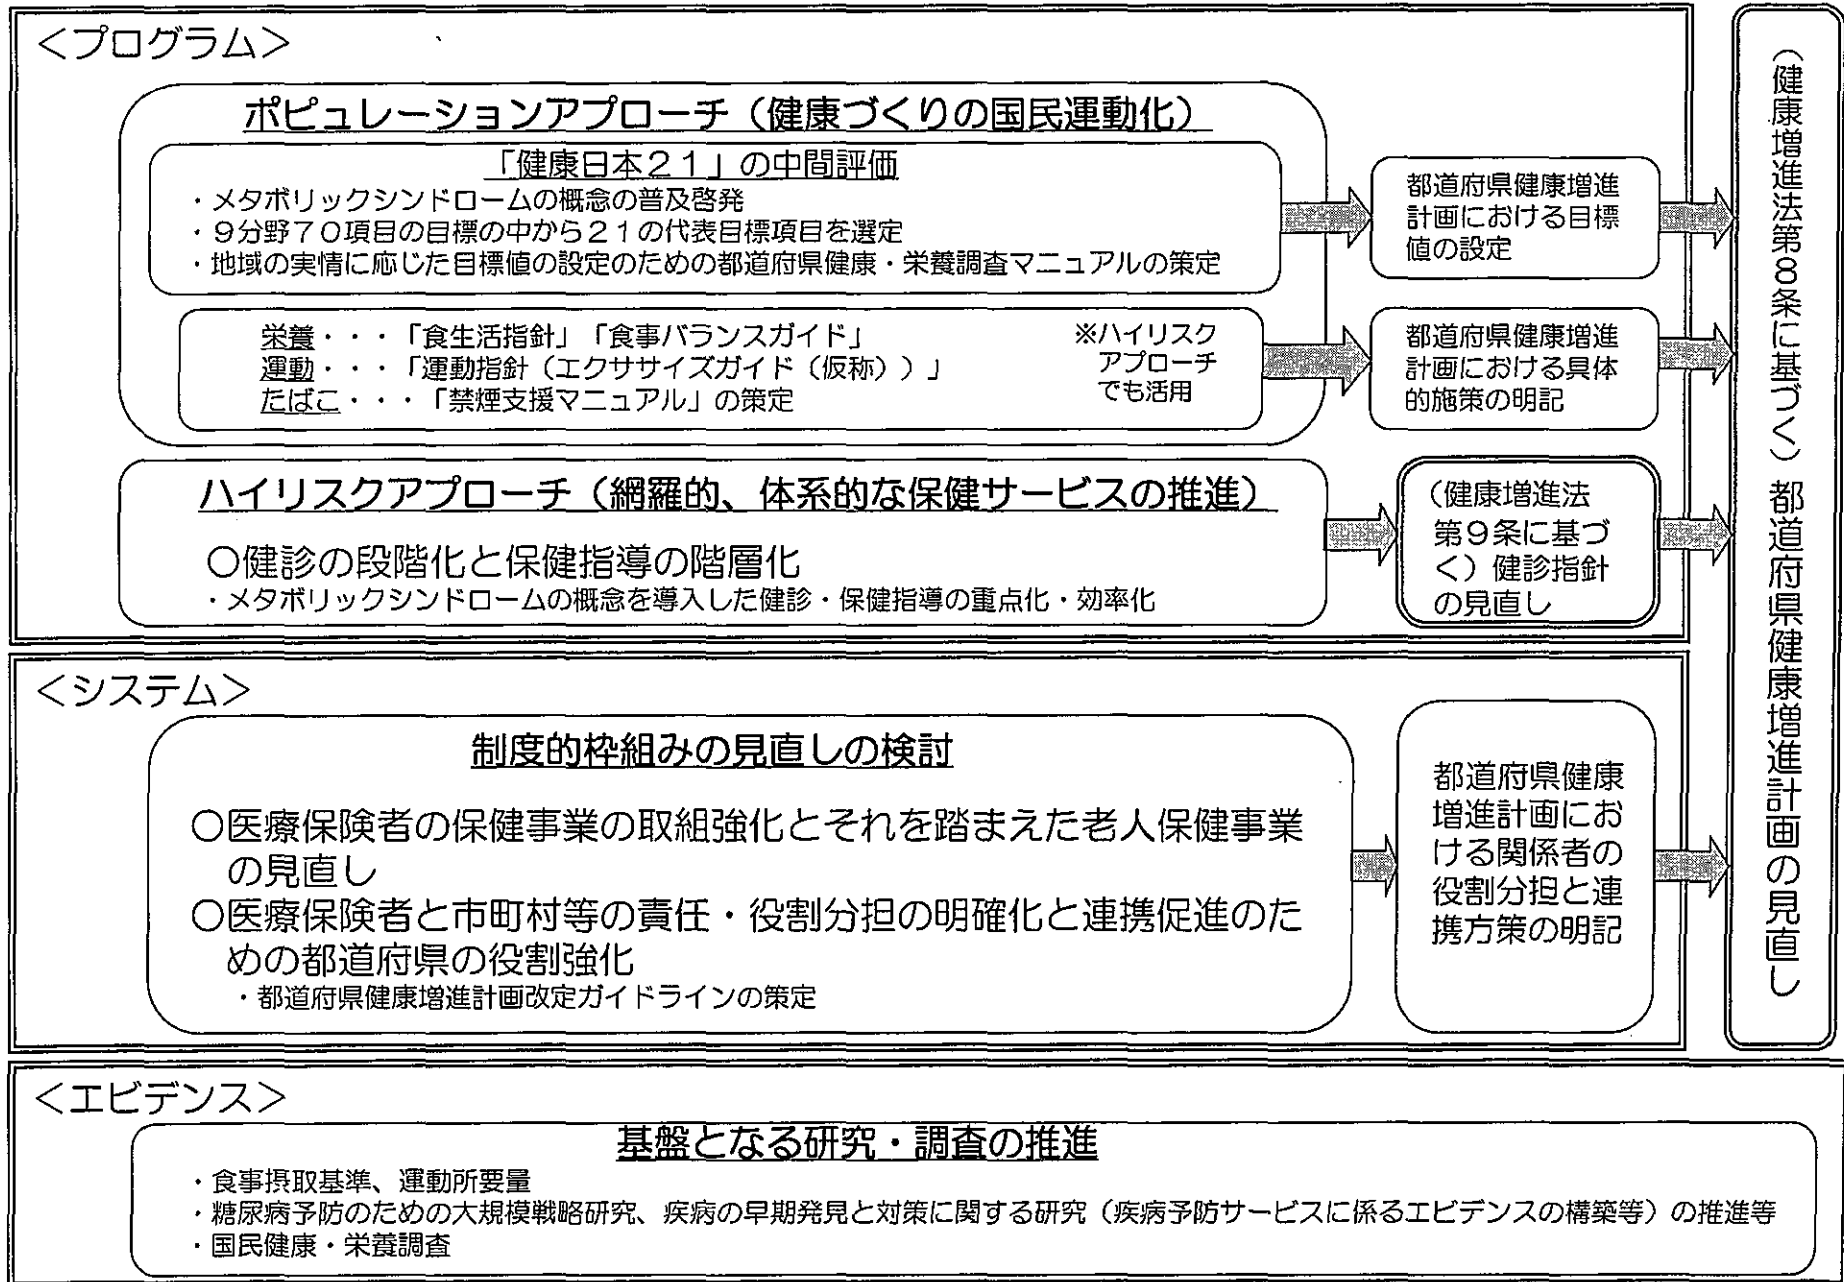 ＜プログラム＞
ポピュレーションアプローチ（健康づくりの国民運動化）
「健康日本２１」の中間評価
・メタボリックシンドロームの概念の普及啓発
・９分野７０項目の目標の中から２１の代表目標項目を選定
・地域の実情に応じた目標値の設定のための都道府県健康・栄養調査マニュアルの策定
都道府県健康増進
計画における目標
値の設定
栄養・・・「食生活指針」「食事バランスガイド」
運動・・・「運動指針（エクササイズガイド（仮称））」
たばこ・・・「禁煙支援マニュアル」の策定
※ハイリスク
アプローチ
でも活用
都道府県健康増進
計画における具体
的施策の明記
ハイリスクアプローチ（網羅的、体系的な保健サービスの推進）
○健診の段階化と保健指導の階層化
・メタボリックシンドロームの概念を導入した健診・保健指導の重点化・効率化
（健康増進法
第９条に基づ
く）健診指針
の見直し
＜システム＞
制度的枠組みの見直しの検討
○医療保険者の保健事業の取組強化とそれを踏まえた老人保健事業
の見直し
○医療保険者と市町村等の責任・役割分担の明確化と連携促進のた
めの都道府県の役割強化
・都道府県健康増進計画改定ガイドラインの策定
都道府県健康
増進計画にお
ける関係者の
役割分担と連
携方策の明記
（健康増進法第８条に基づく）都道府県健康増進計画の見直し
＜エビデンス＞
基盤となる研究・調査の推進
・食事摂取基準、運動所要量
・糖尿病予防のための大規模戦略研究、疾病の早期発見と対策に関する研究（疾病予防サービスに係るエビデンスの構築等）の推進等
・国民健康・栄養調査